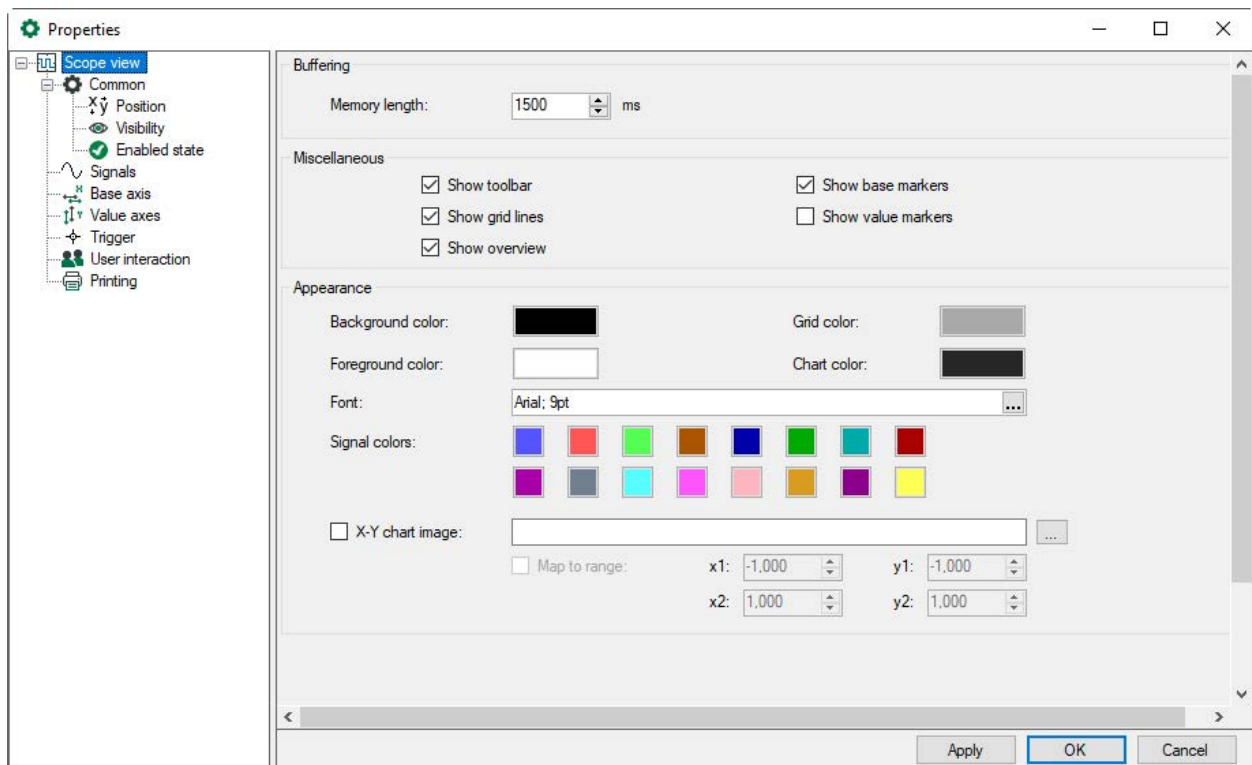 Properties
Scope view
Common
Position
Visibility
Enabled state
Signals
Base axis
Value axes
Trigger
User interaction
Printing
Buffering
Memory length: 1500 ms
Miscellaneous
Show toolbar Show base markers
Show grid lines Show value markers
Show overview
Appearance
Background color: Grid color:
Foreground color: Chart color:
Font: Arial; 9pt ...
Signal colors:
X-Y chart image: ...
Map to range: x1: -1,000 y1: -1,000
x2: 1,000 y2: 1,000
Apply OK Cancel